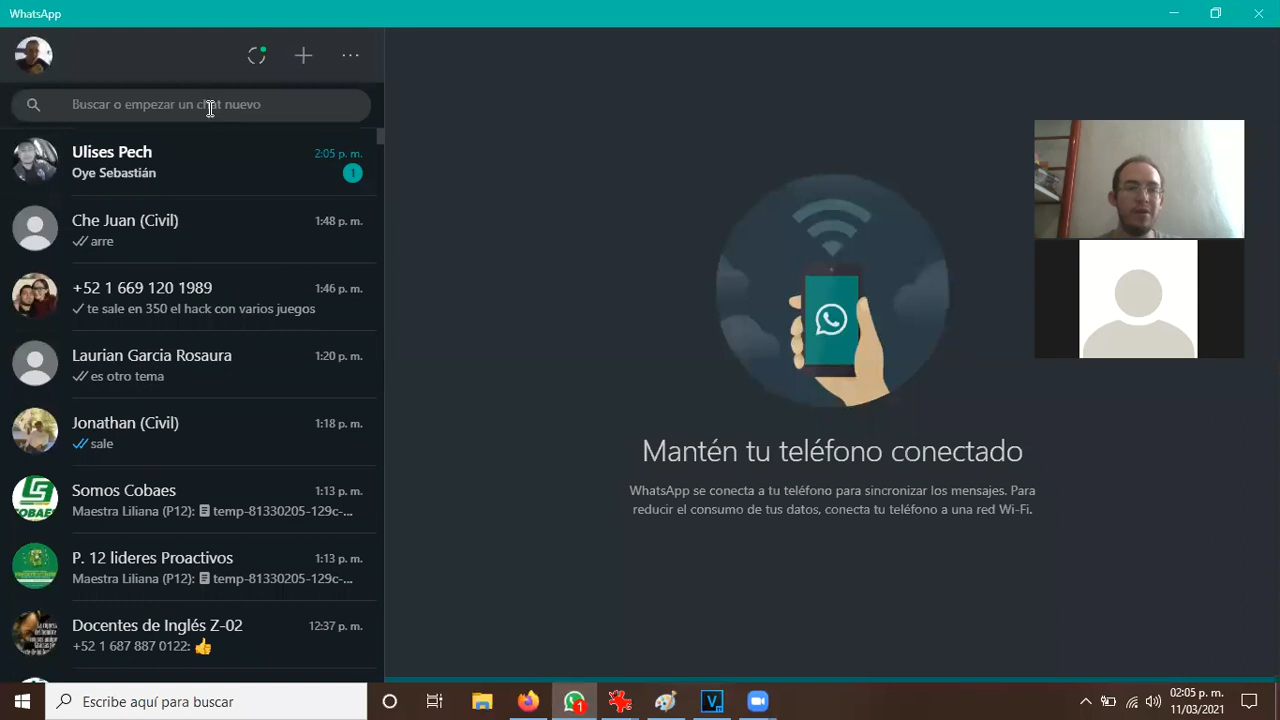 WhatsApp
Buscar o empezar un chat nuevo
Ulises Pech
2:05 p. m.
Oye Sebastián
1
Che Juan (Civil)
1:48 p. m.
arre
+52 1 669 120 1989
1:46 p. m.
te sale en 350 el hack con varios juegos
Laurian Garcia Rosaura
1:20 p. m.
es otro tema
Jonathan (Civil)
1:18 p. m.
sale
Somos Cobaes
1:13 p. m.
Maestra Liliana (P12): temp-81330205-129c-...
P. 12 lideres Proactivos
1:13 p. m.
Maestra Liliana (P12): temp-81330205-129c-...
Docentes de Inglés Z-02
12:37 p. m.
+52 1 687 887 0122: 👍
Mantén tu teléfono conectado
WhatsApp se conecta a tu teléfono para sincronizar los mensajes. Para
reducir el consumo de tus datos, conecta tu teléfono a una red Wi-Fi.
Escribe aquí para buscar
1
V
02:05 p. m.
11/03/2021